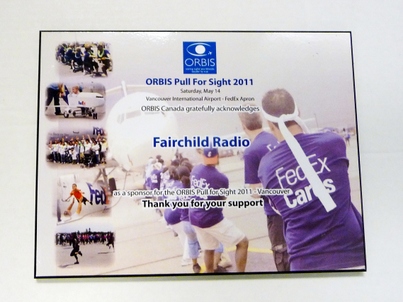 ORBIS
ORBIS Pull For Sight 2011
Saturday, May 14
Vancouver International Airport - FedEx Apron
ORBIS Canada gratefully acknowledges
Fairchild Radio
as a sponsor for the ORBIS Pull for Sight 2011 - Vancouver
Thank you for your support
FedEx
Cares